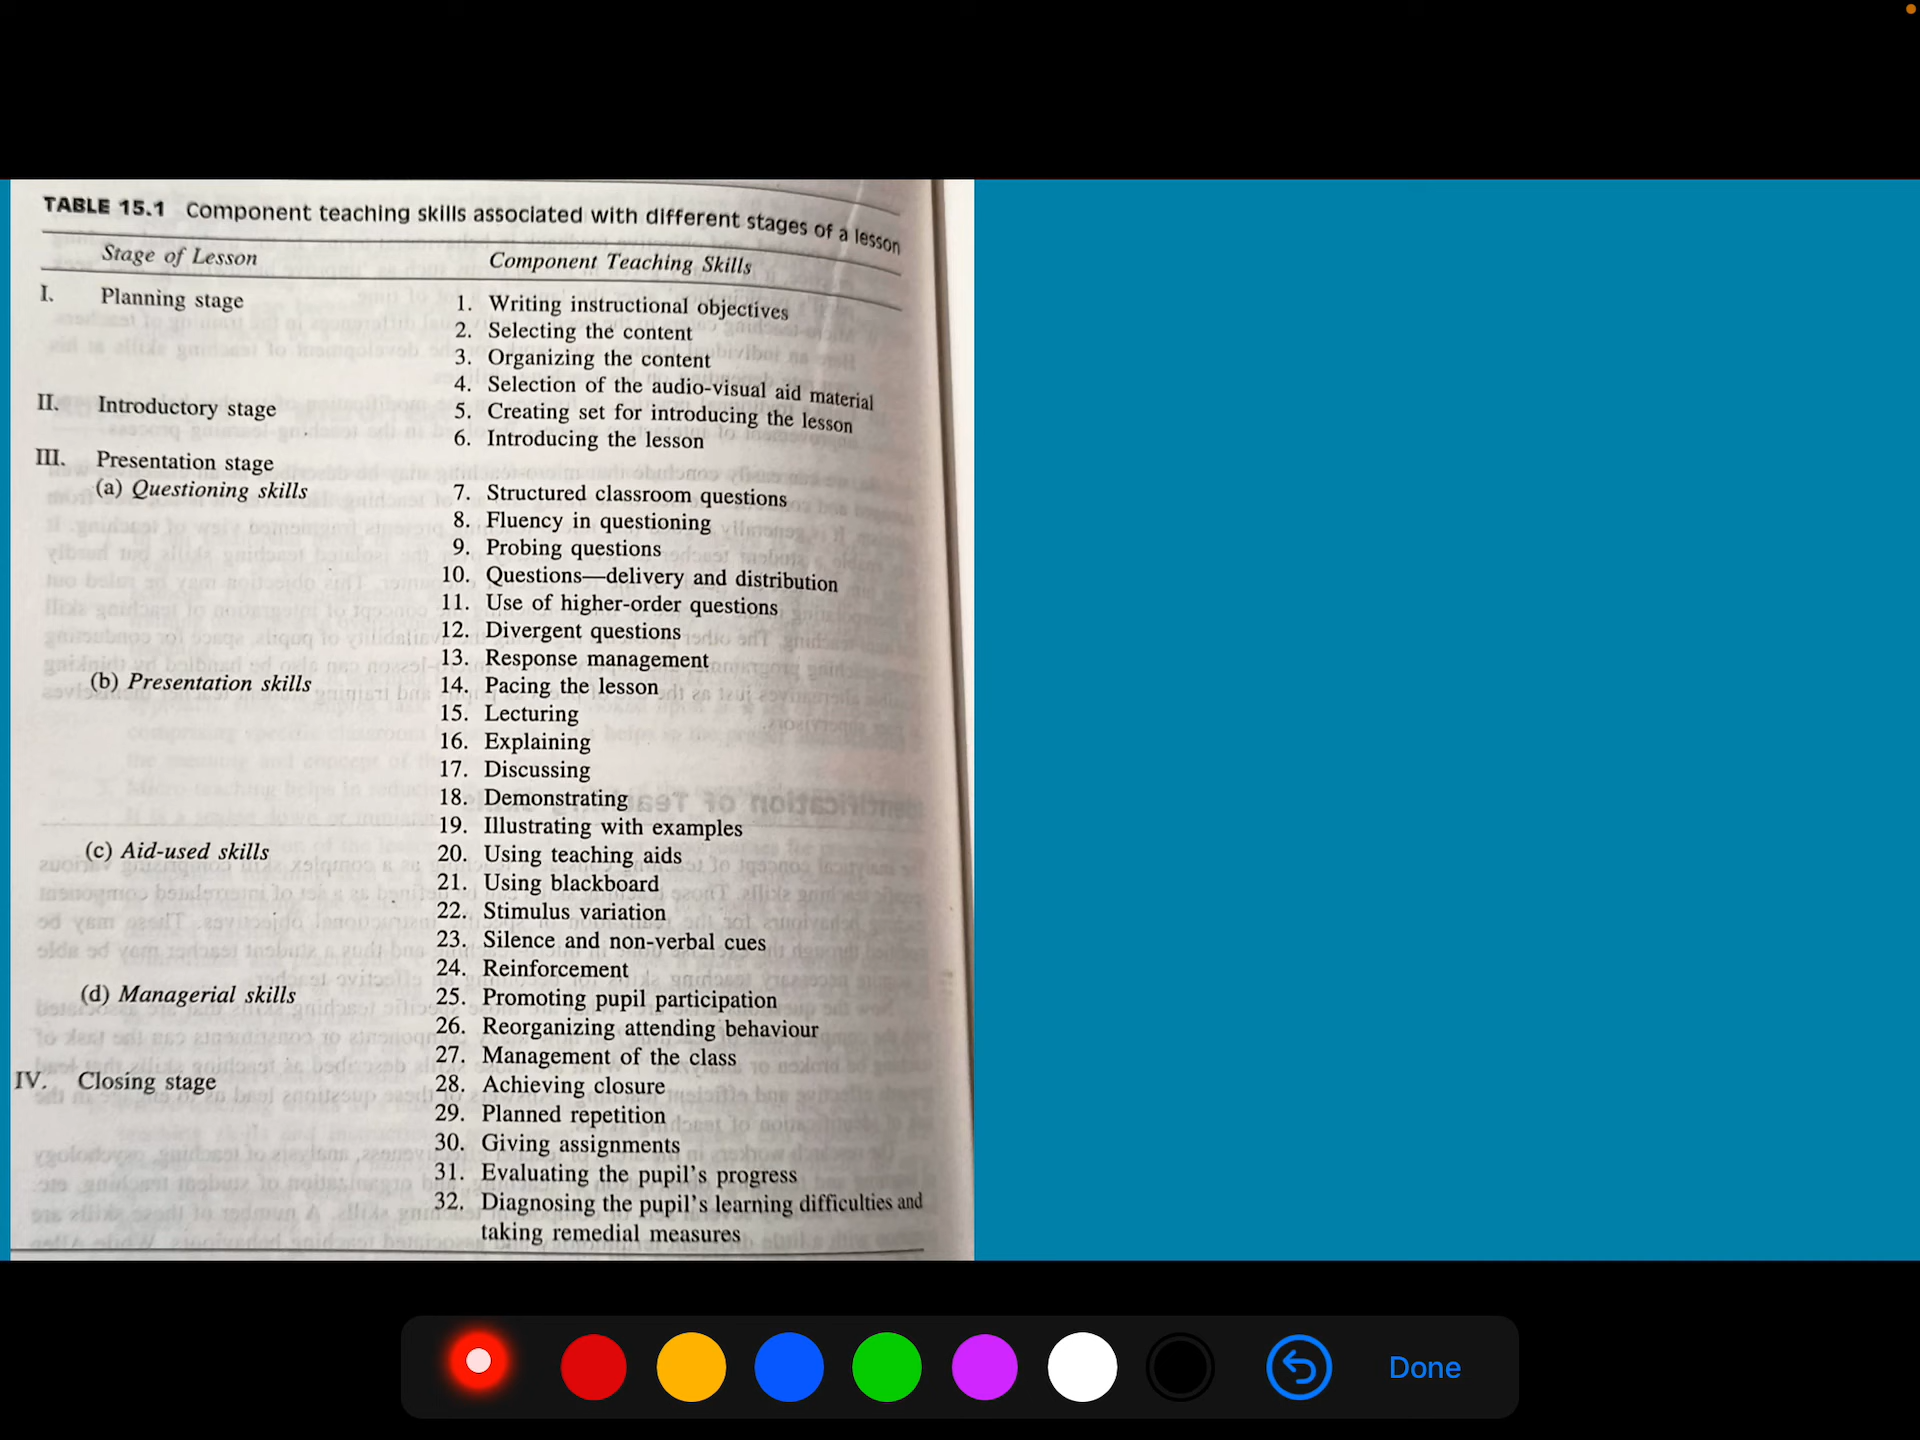 TABLE 15.1 Component teaching skills associated with different stages of a lesson
Stage of Lesson Component Teaching Skills
I. Planning stage 1. Writing instructional objectives
2. Selecting the content
3. Organizing the content
4. Selection of the audio-visual aid material
II. Introductory stage 5. Creating set for introducing the lesson
6. Introducing the lesson
III. Presentation stage
(a) Questioning skills 7. Structured classroom questions
8. Fluency in questioning
9. Probing questions
10. Questions—delivery and distribution
11. Use of higher-order questions
12. Divergent questions
13. Response management
(b) Presentation skills 14. Pacing the lesson
15. Lecturing
16. Explaining
17. Discussing
18. Demonstrating
19. Illustrating with examples
(c) Aid-used skills 20. Using teaching aids
21. Using blackboard
22. Stimulus variation
23. Silence and non-verbal cues
24. Reinforcement
(d) Managerial skills 25. Promoting pupil participation
26. Reorganizing attending behaviour
27. Management of the class
IV. Closing stage 28. Achieving closure
29. Planned repetition
30. Giving assignments
31. Evaluating the pupil's progress
32. Diagnosing the pupil's learning difficulties and
taking remedial measures
Done